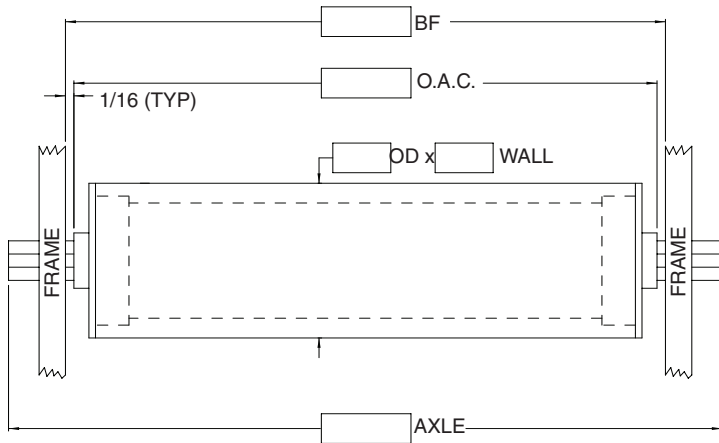 BF
O.A.C.
1/16 (TYP)
OD x WALL
FRAME
FRAME
AXLE